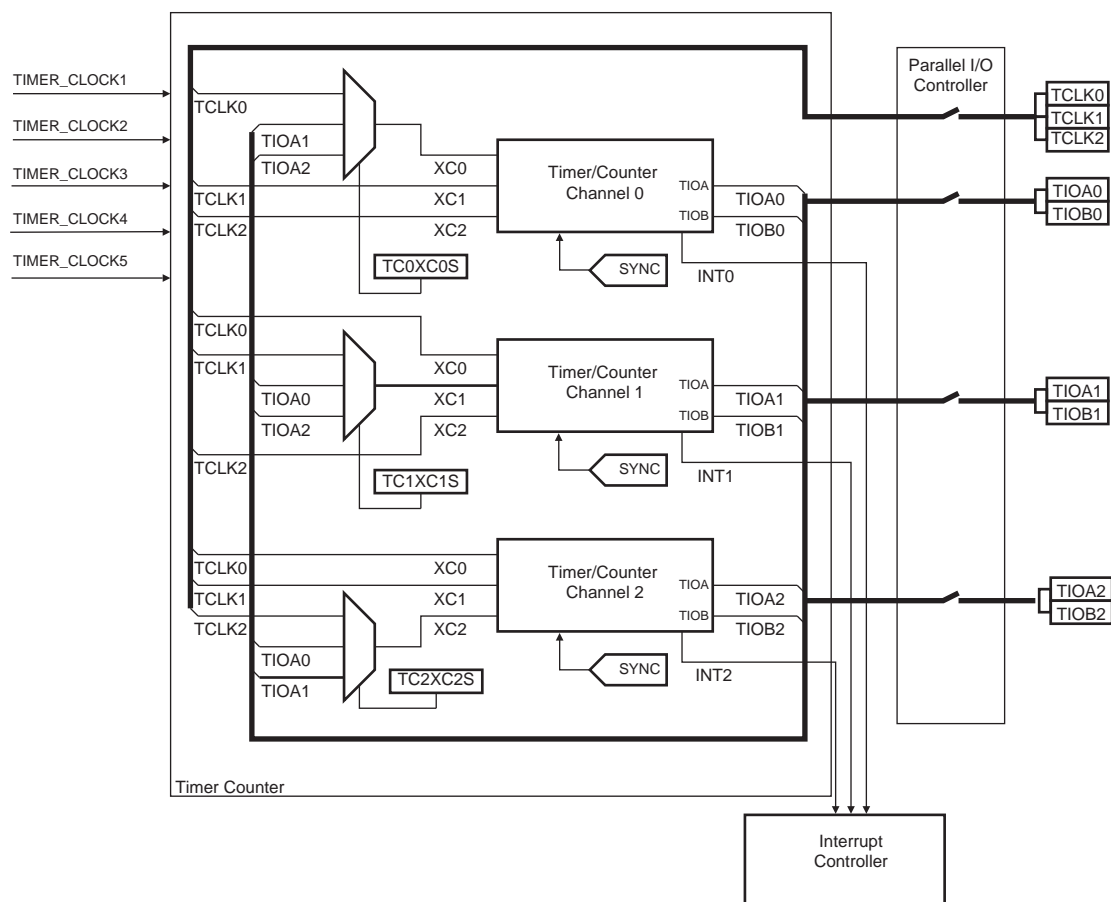 TIMER_CLOCK1
TIMER_CLOCK2
TIMER_CLOCK3
TIMER_CLOCK4
TIMER_CLOCK5
TCLK0
TIOA1
TIOA2
TCLK1
TCLK2
XC0
XC1
XC2
TC0XC0S
Timer/Counter
Channel 0
TIOA
TIOB
TIOA0
TIOB0
SYNC
INT0
TCLK0
TCLK1
TIOA0
TIOA2
TCLK2
XC0
XC1
XC2
TC1XC1S
Timer/Counter
Channel 1
TIOA
TIOB
TIOA1
TIOB1
SYNC
INT1
TCLK0
TCLK1
TCLK2
TIOA0
TIOA1
XC0
XC1
XC2
TC2XC2S
Timer/Counter
Channel 2
TIOA
TIOB
TIOA2
TIOB2
SYNC
INT2
Timer Counter
Parallel I/O
Controller
TCLK0
TCLK1
TCLK2
TIOA0
TIOB0
TIOA1
TIOB1
TIOA2
TIOB2
Interrupt
Controller